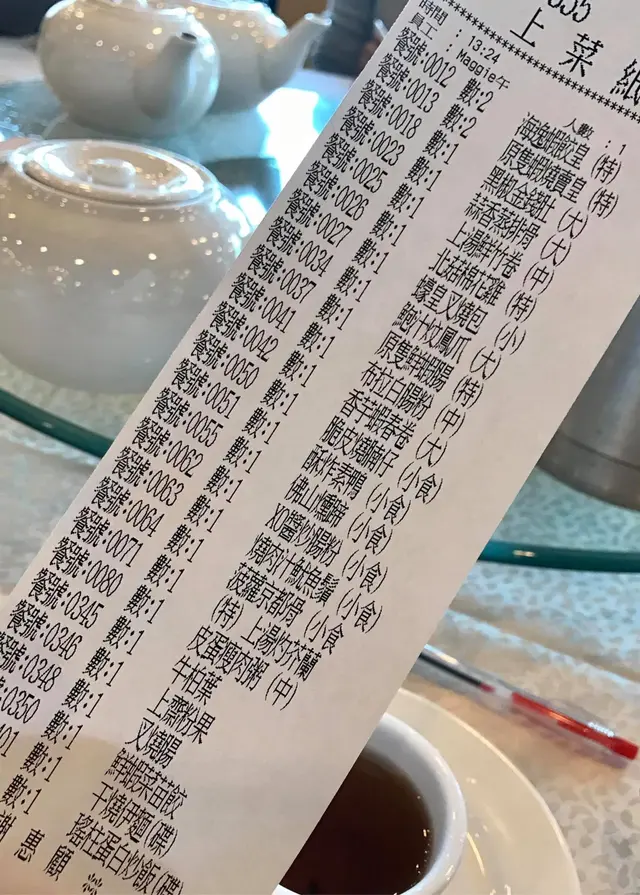 335
上菜紙
時間 : 13:24 人數 : 1
員工 : Maggie午
餐號:0012 數:2 蝦餃皇 (特)
餐號:0013 數:2 原隻蝦燒賣皇 (特)
餐號:0018 數:1 黑椒金錢肚 (大)
餐號:0023 數:1 蒜香蒸排骨 (大)
餐號:0025 數:1 上湯鮮竹卷 (中)
餐號:0028 數:1 北菇棉花雞 (特)
餐號:0027 數:1 蠔皇叉燒包 (小)
餐號:0034 數:1 鮑汁炆鳳爪 (大)
餐號:0037 數:1 原隻鮮蝦腸 (特)
餐號:0041 數:1 布拉白腸粉 (中)
餐號:0042 數:1 香芋蝦春卷 (大)
餐號:0050 數:1 脆皮燒腩仔 (小食)
餐號:0051 數:1 酥炸素鴨 (小食)
餐號:0055 數:1 佛山燻蹄 (小食)
餐號:0062 數:1 XO醬炒腸粉 (小食)
餐號:0063 數:1 燒肉汁魷魚鬚 (小食)
餐號:0064 數:1 菠蘿京都骨 (小食
餐號:0071 數:1 (特) 上湯灼芥蘭
餐號:0080 數:1 皮蛋瘦肉粥 (中)
餐號:0345 數:1 牛柏葉
餐號:0346 數:1 上齋粉果
餐號:0348 數:1 叉燒腸
號:0350 數:1 鮮蝦菜苗餃
01 數:1 干燒伊麵(碟)
數:1 瑤柱蛋白炒飯(碟
謝 惠 顧